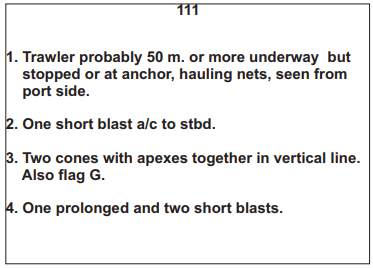 111
1. Trawler probably 50 m. or more underway but
stopped or at anchor, hauling nets, seen from
port side.
2. One short blast a/c to stbd.
3. Two cones with apexes together in vertical line.
Also flag G.
4. One prolonged and two short blasts.